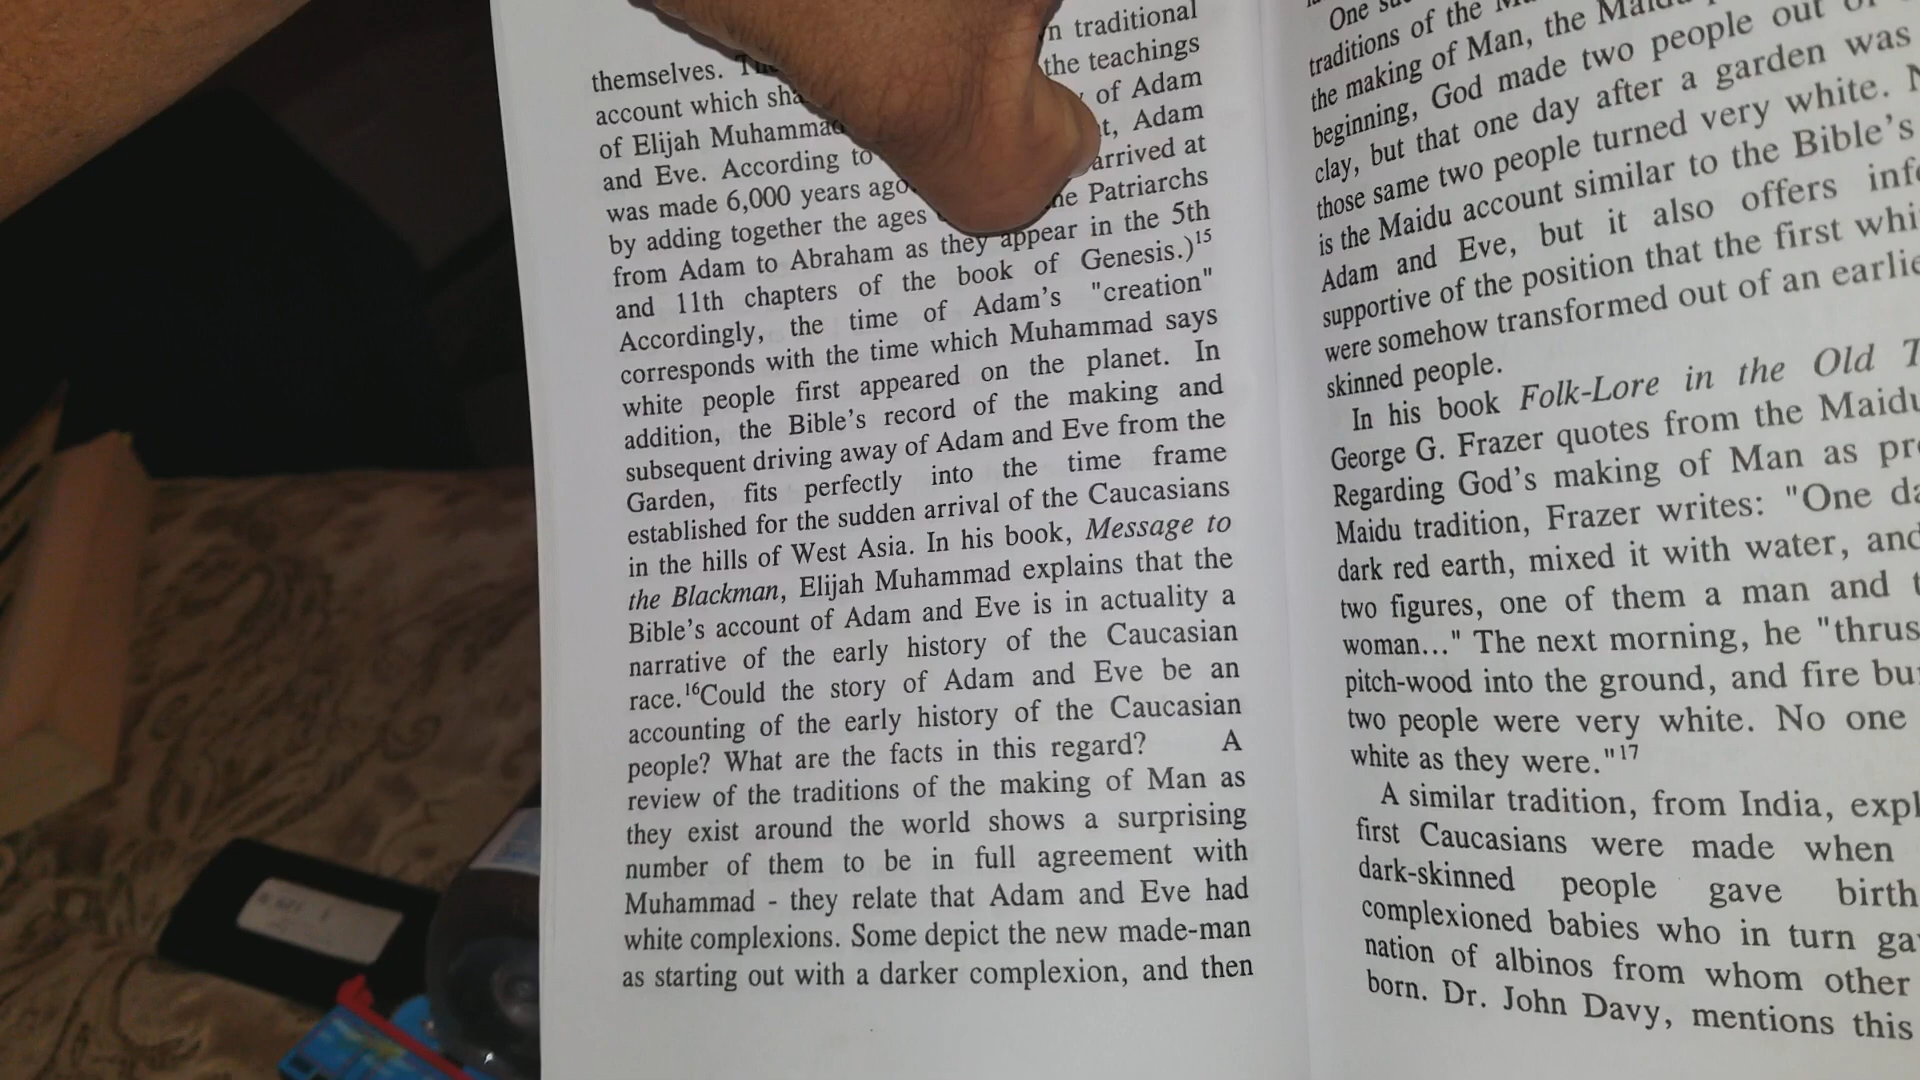 n traditional
themselves. the teachings
account which sha of Adam
of Elijah Muhammad t, Adam
and Eve. According to arrived at
was made 6,000 years ago. he Patriarchs
by adding together the ages
from Adam to Abraham as they appear in the 5th
and 11th chapters of the book of Genesis.)15
Accordingly, the time of Adam's "creation"
corresponds with the time which Muhammad says
white people first appeared on the planet. In
addition, the Bible's record of the making and
subsequent driving away of Adam and Eve from the
Garden, fits perfectly into the time frame
established for the sudden arrival of the Caucasians
in the hills of West Asia. In his book, Message to
the Blackman, Elijah Muhammad explains that the
Bible's account of Adam and Eve is in actuality a
narrative of the early history of the Caucasian
race.16Could the story of Adam and Eve be an
accounting of the early history of the Caucasian
people? What are the facts in this regard? A
review of the traditions of the making of Man as
they exist around the world shows a surprising
number of them to be in full agreement with
Muhammad - they relate that Adam and Eve had
white complexions. Some depict the new made-man
as starting out with a darker complexion, and then
One
traditions of the
the making of Man, the
beginning, God made two people out of
clay, but that one day after a garden was
those same two people turned very white.
is the Maidu account similar to the Bible's
Adam and Eve, but it also offers inf
supportive of the position that the first whi
were somehow transformed out of an earlie
skinned people.
In his book Folk-Lore in the Old T
George G. Frazer quotes from the Maidu
Regarding God's making of Man as pr
Maidu tradition, Frazer writes: "One da
dark red earth, mixed it with water, and
two figures, one of them a man and t
woman..." The next morning, he "thrus
pitch-wood into the ground, and fire bu
two people were very white. No one
white as they were."17
A similar tradition, from India, expl
first Caucasians were made when
dark-skinned people gave birth
complexioned babies who in turn ga
nation of albinos from whom other
born. Dr. John Davy, mentions this